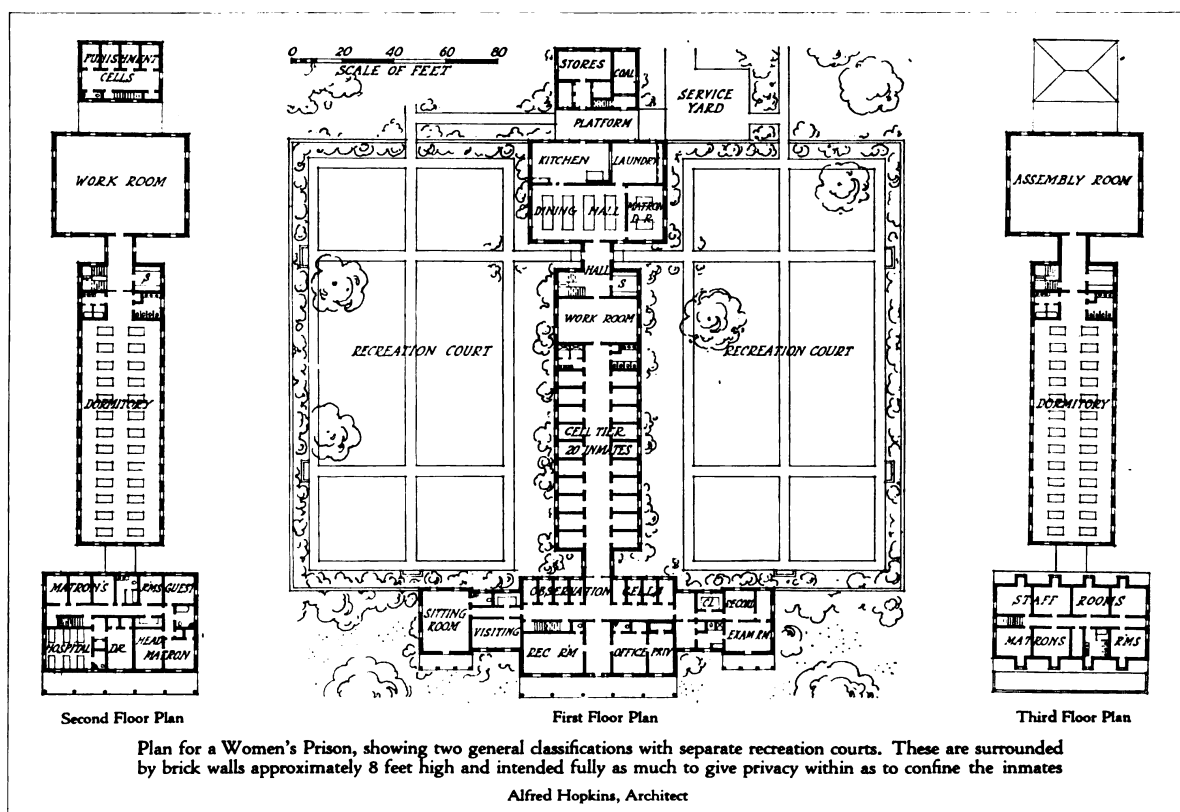 PUNISHMENT
CELLS
WORK ROOM
S
DORMITORY
MATRON'S RMS GUEST
HOSPITAL DR. HEAD
MATRON
Second Floor Plan
0 20 40 60 80
SCALE OF FEET
STORES
COAL
SERVICE
YARD
PLATFORM
KITCHEN LAUNDRY
DINING HALL MATRON
D.R.
HALL
S
WORK ROOM
RECREATION COURT
RECREATION COURT
CELL TIER
20 INMATES
OBSERVATION CELLS
SITTING
ROOM
VISITING
REC RM
OFFICE PRIV
CL
EXAM RM
First Floor Plan
ASSEMBLY ROOM
DORMITORY
STAFF ROOMS
MATRONS RMS
Third Floor Plan
Plan for a Women's Prison, showing two general classifications with separate recreation courts. These are surrounded
by brick walls approximately 8 feet high and intended fully as much to give privacy within as to confine the inmates
Alfred Hopkins, Architect